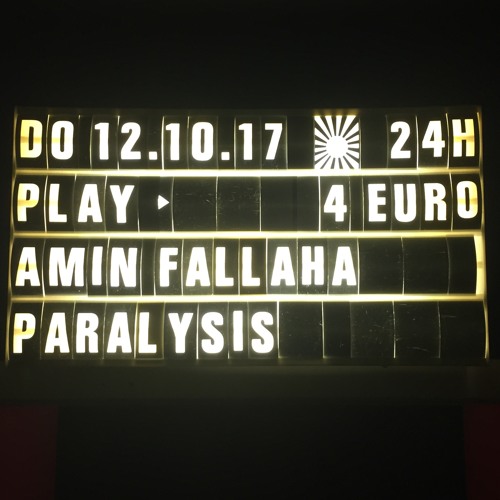 DO 12.10.17 24H
PLAY ▸ 4 EURO
AMIN FALLAHA
PARALYSIS